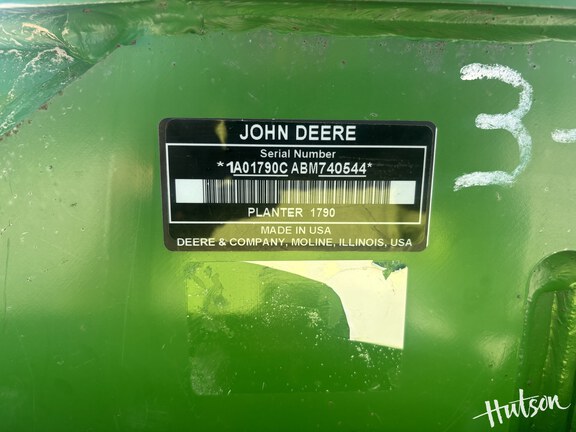 JOHN DEERE
Serial Number
*1A01790CABM740544*
PLANTER 1790
MADE IN USA
DEERE & COMPANY, MOLINE, ILLINOIS, USA
3-
Hutson